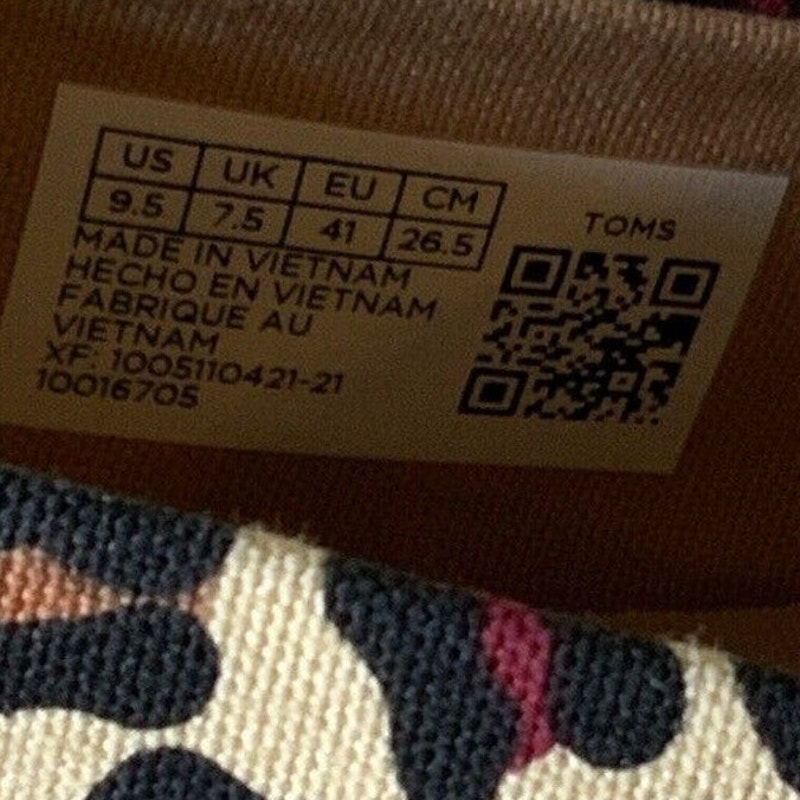 US UK EU CM
9.5 7.5 41 26.5
MADE IN VIETNAM
HECHO EN VIETNAM
FABRIQUE AU
VIETNAM
XF: 1005110421-21
10016705
TOMS